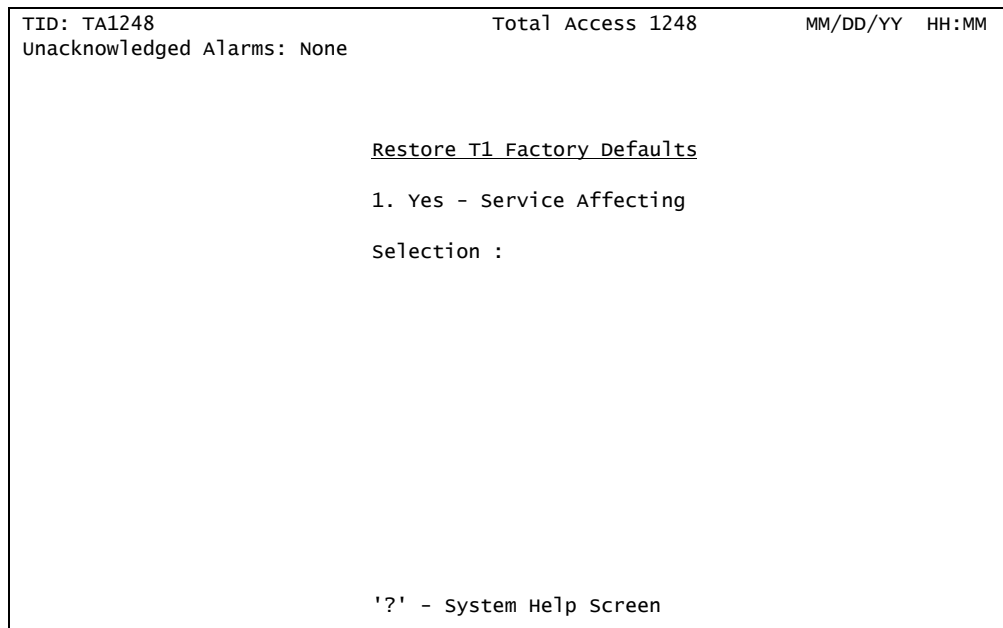 TID: TA1248 Total Access 1248 MM/DD/YY HH:MM
Unacknowledged Alarms: None
Restore T1 Factory Defaults
1. Yes – Service Affecting
Selection :
'?' – System Help Screen